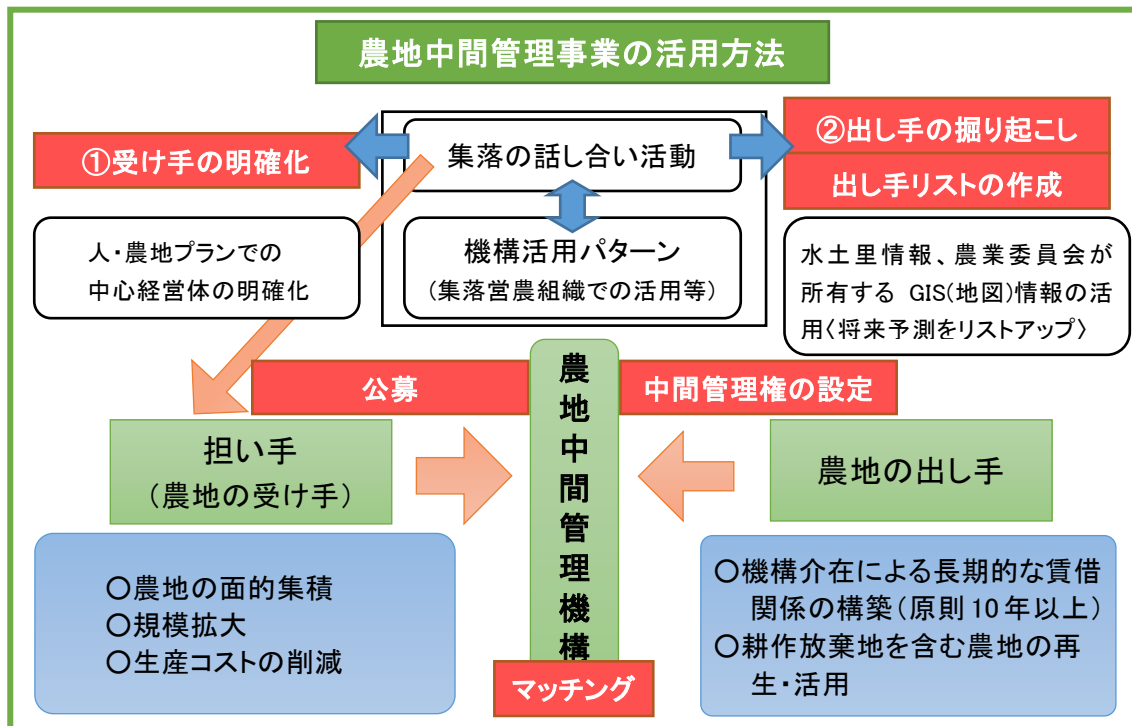 農地中間管理事業の活用方法
①受け手の明確化
集落の話し合い活動
②出し手の掘り起こし
出し手リストの作成
人・農地プランでの
中心経営体の明確化
機構活用パターン
(集落営農組織での活用等)
水土里情報、農業委員会が
所有する GIS(地図)情報の活
用〈将来予測をリストアップ〉
公募
農地中間管理機構
中間管理権の設定
担い手
(農地の受け手)
農地の出し手
〇農地の面的集積
〇規模拡大
〇生産コストの削減
〇機構介在による長期的な賃借
関係の構築(原則10年以上)
〇耕作放棄地を含む農地の再
生・活用
マッチング